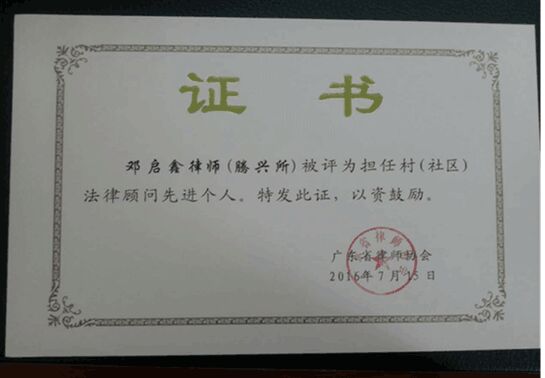 证书
邓启鑫律师(腾兴所)被评为担任村(社区)
法律顾问先进个人。特发此证，以资鼓励。
广东省律师协会
2016年7月15日